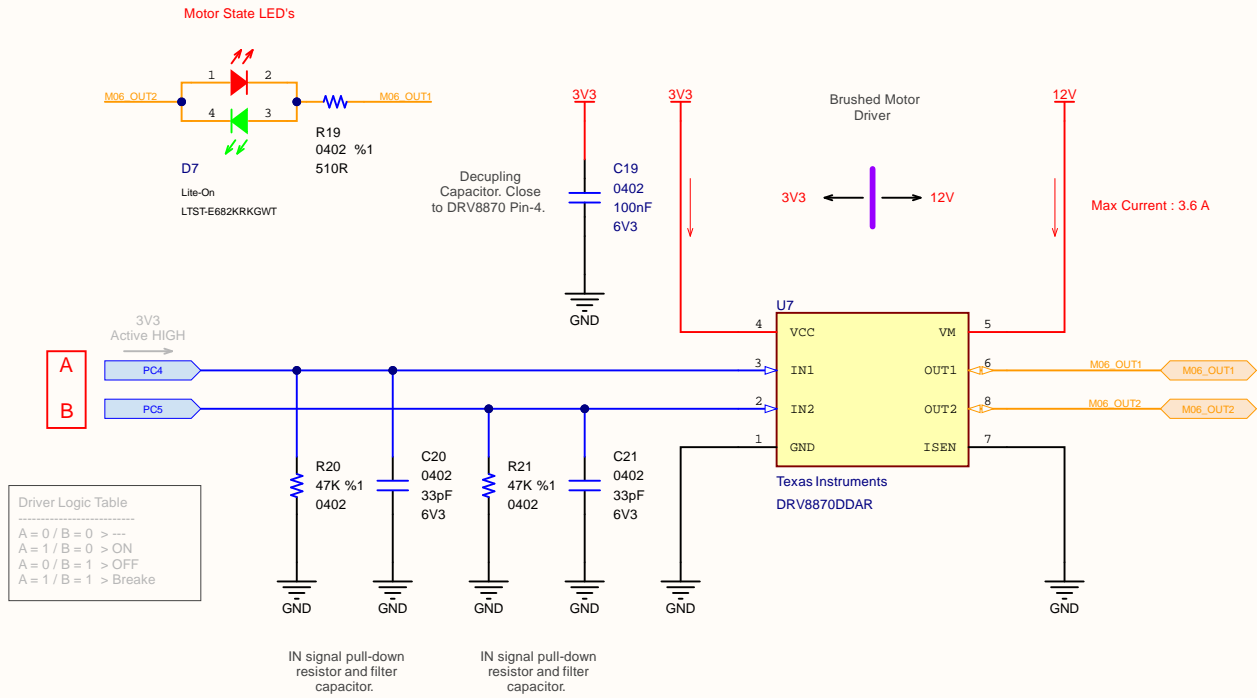 Motor State LED's
M06_OUT2
1
2
4
3
M06_OUT1
R19
0402 %1
510R
D7
Lite-On
LTST-E682KRKGWT
3V3
Decupling
Capacitor. Close
to DRV8870 Pin-4.
C19
0402
100nF
6V3
GND
3V3
Brushed Motor
Driver
3V3
12V
12V
Max Current : 3.6 A
3V3
Active HIGH
A
B
PC4
PC5
U7
4
VCC
VM
5
3
IN1
OUT1
6
M06_OUT1
M06_OUT1
2
IN2
OUT2
8
M06_OUT2
M06_OUT2
1
GND
ISEN
7
Texas Instruments
DRV8870DDAR
R20
47K %1
0402
C20
0402
33pF
6V3
R21
47K %1
0402
C21
0402
33pF
6V3
Driver Logic Table
--------------------------
A = 0 / B = 0 > ---
A = 1 / B = 0 > ON
A = 0 / B = 1 > OFF
A = 1 / B = 1 > Breake
GND
GND
GND
GND
GND
GND
IN signal pull-down
resistor and filter
capacitor.
IN signal pull-down
resistor and filter
capacitor.